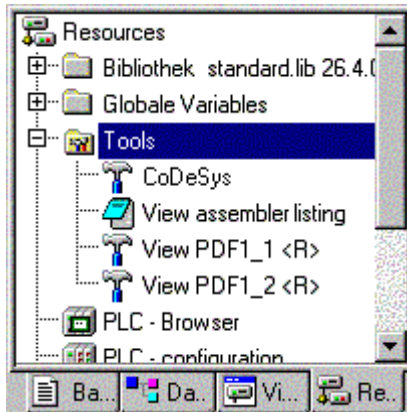 Resources
Bibliothek standard.lib 26.4.
Globale Variables
Tools
CoDeSys
View assembler listing
View PDF1_1 <R>
View PDF1_2 <R>
PLC - Browser
PLC - configuration
Ba... Da.. Vi... Re..